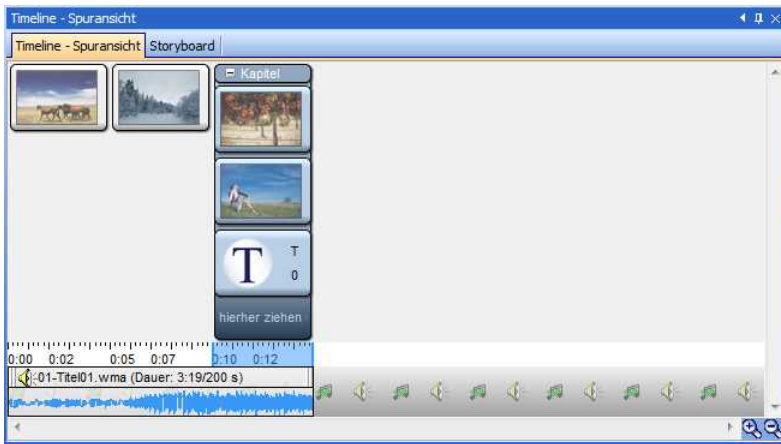 Timeline - Spuransicht
Timeline - Spuransicht Storyboard
Kapitel
T
T
0
hierher ziehen
0:00 0:02 0:05 0:07 0:10 0:12
01-Titel01.wma (Dauer: 3:19/200 s)